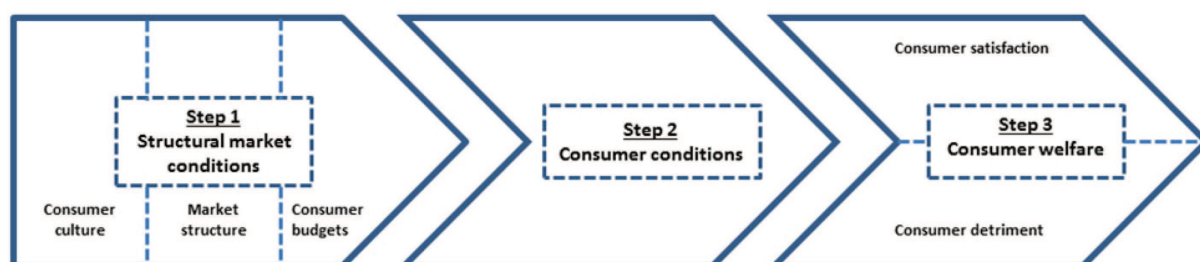 Step 1
Structural market
conditions
Consumer
culture
Market
structure
Consumer
budgets
Step 2
Consumer conditions
Consumer satisfaction
Step 3
Consumer welfare
Consumer detriment